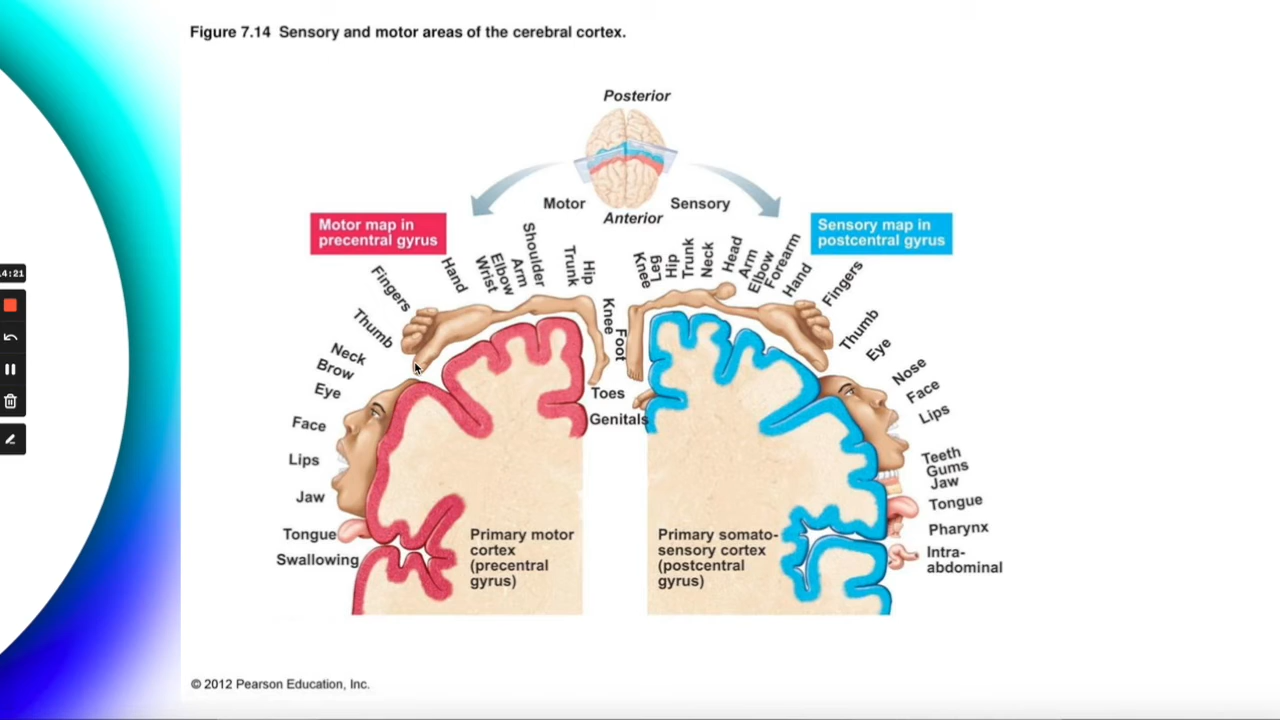 Figure 7.14 Sensory and motor areas of the cerebral cortex.
Posterior
Motor
Sensory
Anterior
Motor map in
precentral gyrus
Sensory map in
postcentral gyrus
Swallowing
Tongue
Jaw
Lips
Face
Eye
Brow
Neck
Thumb
Fingers
Hand
Wrist
Elbow
Arm
Shoulder
Trunk
Hip
Knee
Foot
Toes
Genitals
Knee
Leg
Hip
Trunk
Neck
Head
Arm
Elbow
Forearm
Hand
Fingers
Thumb
Eye
Nose
Face
Lips
Teeth
Gums
Jaw
Tongue
Pharynx
Intra-
abdominal
Primary motor
cortex
(precentral
gyrus)
Primary somato-
sensory cortex
(postcentral
gyrus)
4:21
© 2012 Pearson Education, Inc.